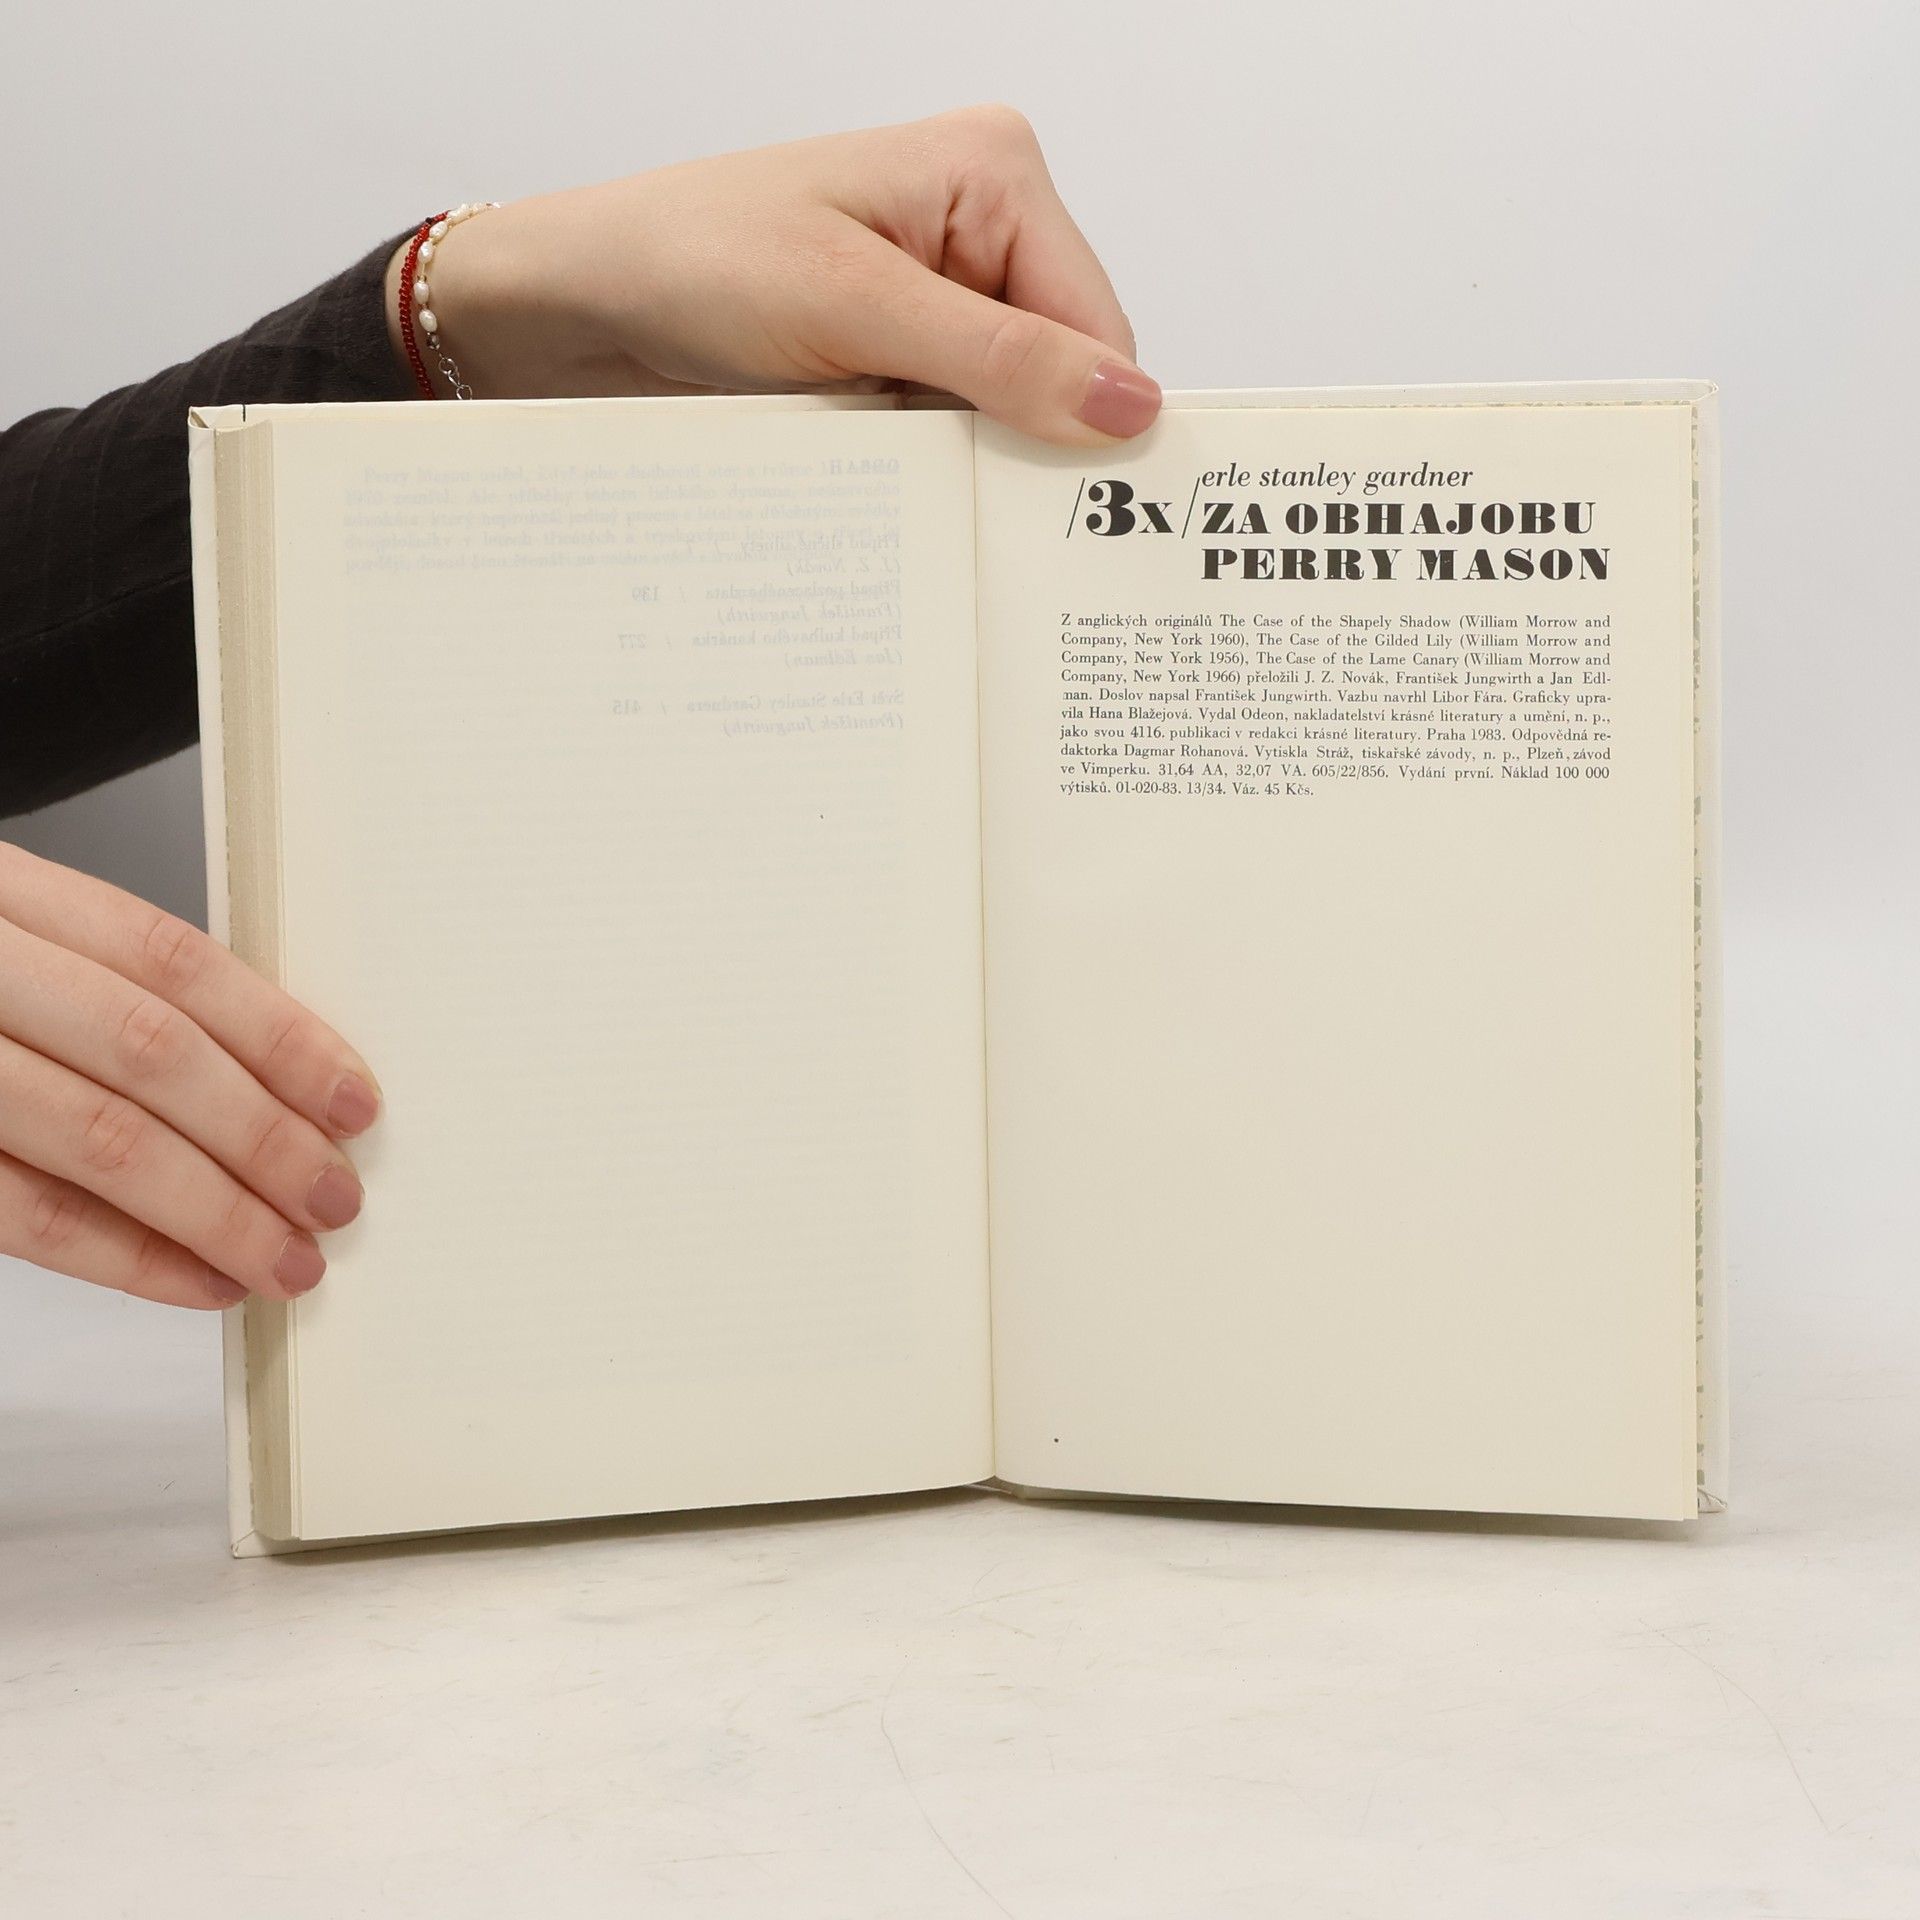 erle stanley gardner
/3x/ ZA OBHAJOBU
PERRY MASON
Z anglických originálů The Case of the Shapely Shadow (William Morrow and
Company, New York 1960), The Case of the Gilded Lily (William Morrow and
Company, New York 1956), The Case of the Lame Canary (William Morrow and
Company, New York 1966) přeložili J. Z. Novák, František Jungwirth a Jan Edl-
man. Doslov napsal František Jungwirth. Vazbu navrhl Libor Fára. Graficky upra-
vila Hana Blažejová. Vydal Odeon, nakladatelství krásné literatury a umění, n. p.,
jako svou 4116. publikaci v redakci krásné literatury. Praha 1983. Odpovědná re-
daktorka Dagmar Rohanová. Vytiskla Stráž, tiskařské závody, n. p., Plzeň, závod
ve Vimperku. 31,64 AA, 32,07 VA. 605/22/856. Vydání první. Náklad 100 000
výtisků. 01-020-83. 13/34. Váz. 45 Kčs.